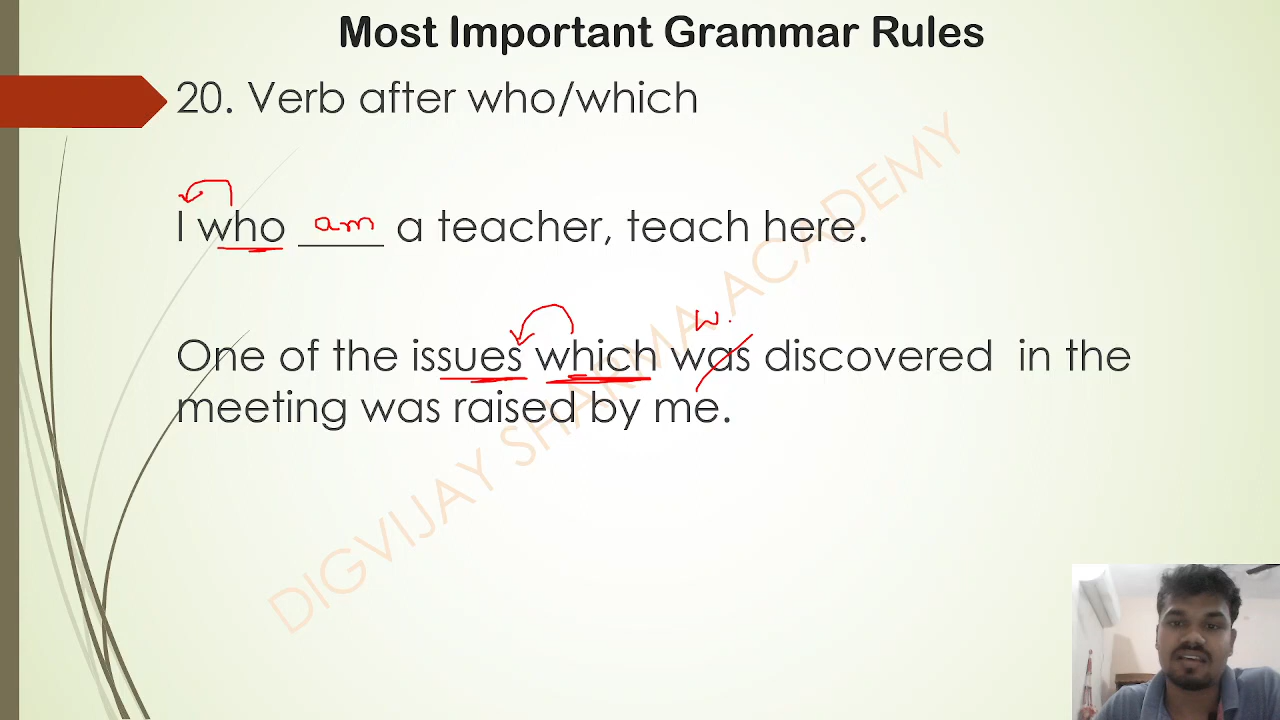 Most Important Grammar Rules
20. Verb after who/which
I who am a teacher, teach here.
w.
One of the issues which was discovered in the
meeting was raised by me.
DIGVIJAY SHARMA ACADEMY